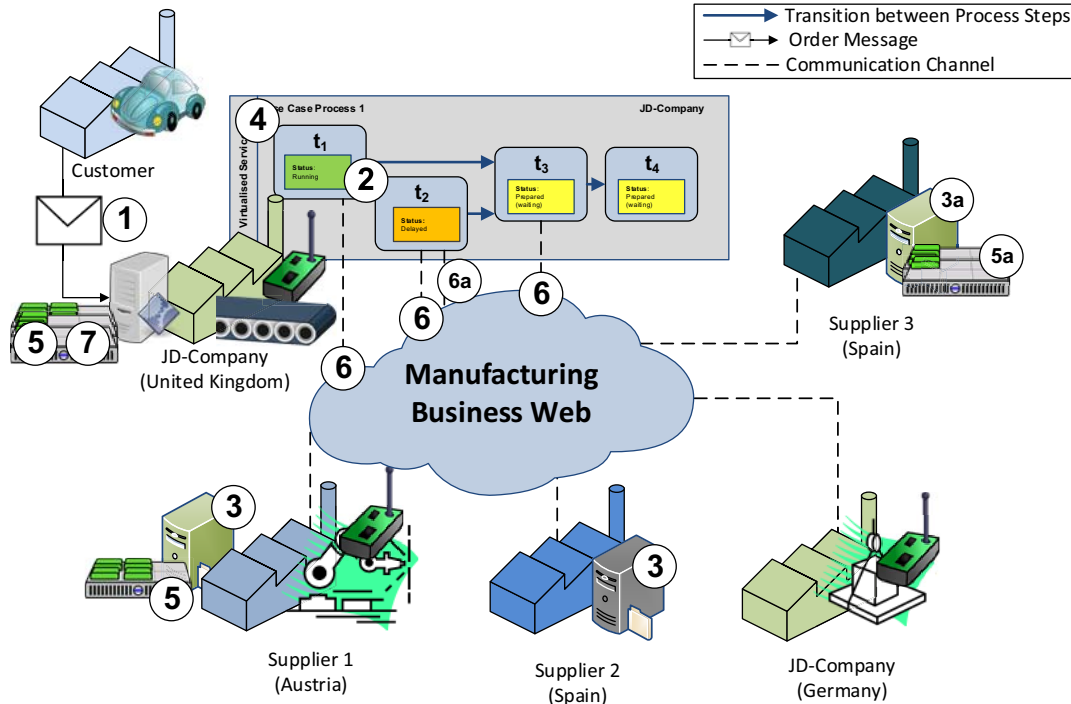 Transition between Process Steps
Order Message
Communication Channel
Case Process 1
JD-Company
Virtualised
4
t1
Status:
Running
2
t2
Status:
Delayed
t3
Status:
Prepared
(waiting)
t4
Status:
Prepared
(waiting)
Customer
1
3a
5a
6a
6
6
6
5
7
JD-Company
(United Kingdom)
Supplier 3
(Spain)
Manufacturing
Business Web
3
5
3
Supplier 1
(Austria)
Supplier 2
(Spain)
JD-Company
(Germany)